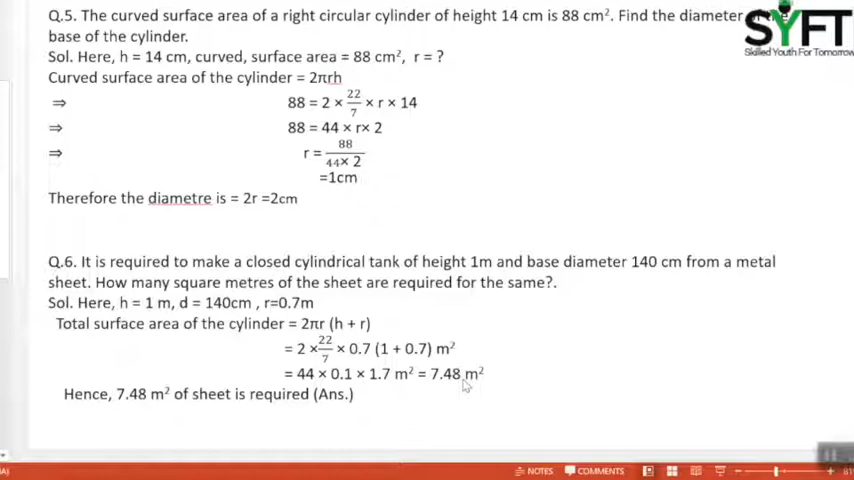 Q.5. The curved surface area of a right circular cylinder of height 14 cm is 88 cm². Find the diameter of the
base of the cylinder.
Sol. Here, h = 14 cm, curved, surface area = 88 cm², r = ?
Curved surface area of the cylinder = 2πrh
⇒ 88 = 2 × 22/7 × r × 14
⇒ 88 = 44 × r× 2
⇒ r = 88/44× 2
=1cm
Therefore the diametre is = 2r =2cm
Q.6. It is required to make a closed cylindrical tank of height 1m and base diameter 140 cm from a metal
sheet. How many square metres of the sheet are required for the same?.
Sol. Here, h = 1 m, d = 140cm , r=0.7m
Total surface area of the cylinder = 2πr (h + r)
= 2 ×22/7 × 0.7 (1 + 0.7) m²
= 44 × 0.1 × 1.7 m² = 7.48 m²
Hence, 7.48 m² of sheet is required (Ans.)
SYFT
Skilled Youth For Tomorrow
NOTES COMMENTS